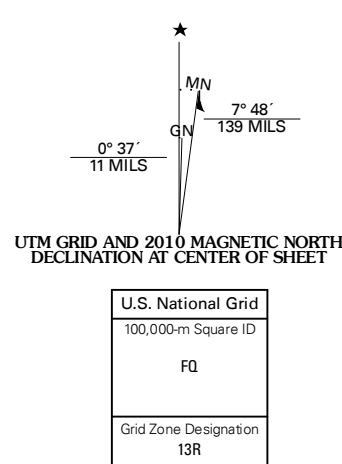 ★
MN
7° 48´
139 MILS
GN
0° 37´
11 MILS
UTM GRID AND 2010 MAGNETIC NORTH
DECLINATION AT CENTER OF SHEET
U.S. National Grid
100,000-m Square ID
FQ
Grid Zone Designation
13R